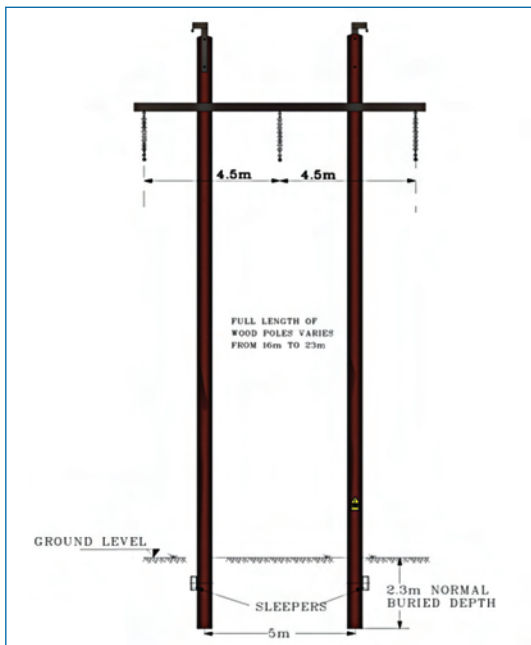 4.5m 4.5m
FULL LENGTH OF
WOOD POLES VARIES
FROM 16m TO 23m
GROUND LEVEL
2.3m NORMAL
BURIED DEPTH
SLEEPERS
5m